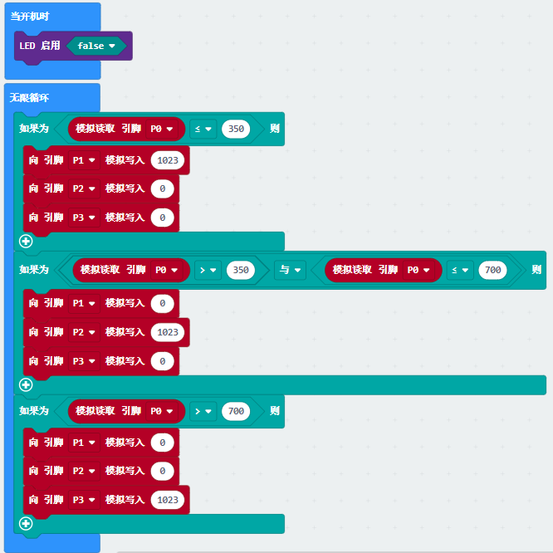 当开机时
LED 启用 false
无限循环
如果为 模拟读取 引脚 P0 ≤ 350 则
向 引脚 P1 模拟写入 1023
向 引脚 P2 模拟写入 0
向 引脚 P3 模拟写入 0
如果为 模拟读取 引脚 P0 > 350 与 模拟读取 引脚 P0 ≤ 700 则
向 引脚 P1 模拟写入 0
向 引脚 P2 模拟写入 1023
向 引脚 P3 模拟写入 0
如果为 模拟读取 引脚 P0 > 700 则
向 引脚 P1 模拟写入 0
向 引脚 P2 模拟写入 0
向 引脚 P3 模拟写入 1023